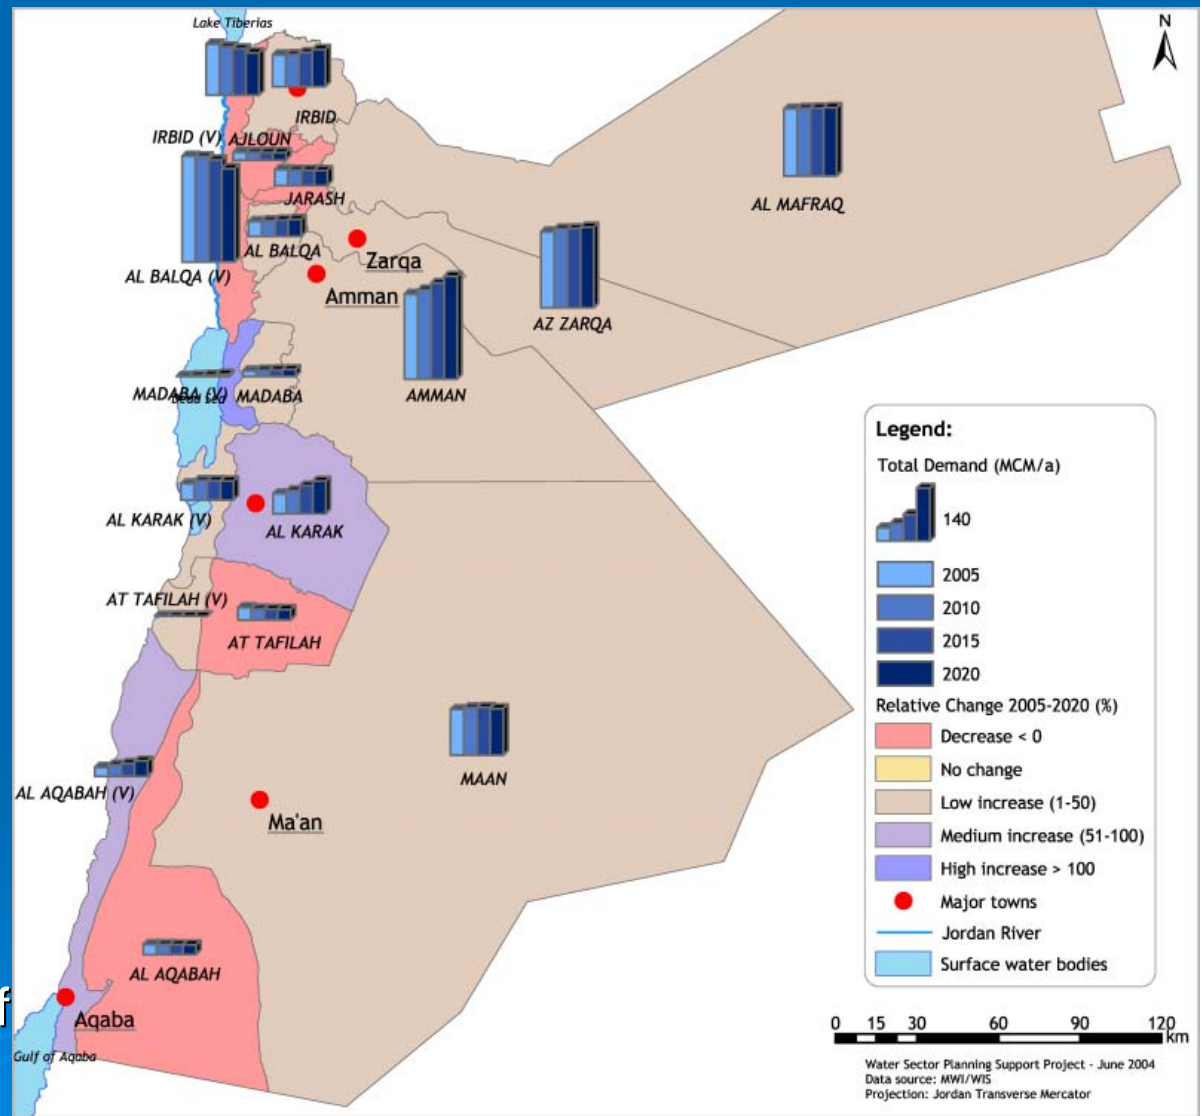 Lake Tiberias
N
IRBID
IRBID (V)
AJLOUN
JARASH
AL MAFRAQ
AL BALQA
Zarqa
AL BALQA (V)
Amman
AZ ZARQA
MADABA (V)
Dead Sea
MADABA
AMMAN
AL KARAK (V)
AL KARAK
AT TAFILAH (V)
AT TAFILAH
MAAN
AL AQABAH (V)
Ma'an
AL AQABAH
f
Aqaba
Gulf of Aqaba
Legend:
Total Demand (MCM/a)
140
2005
2010
2015
2020
Relative Change 2005-2020 (%)
Decrease < 0
No change
Low increase (1-50)
Medium increase (51-100)
High increase > 100
Major towns
Jordan River
Surface water bodies
0 15 30 60 90 120
km
Water Sector Planning Support Project - June 2004
Data source: MWI/WIS
Projection: Jordan Transverse Mercator